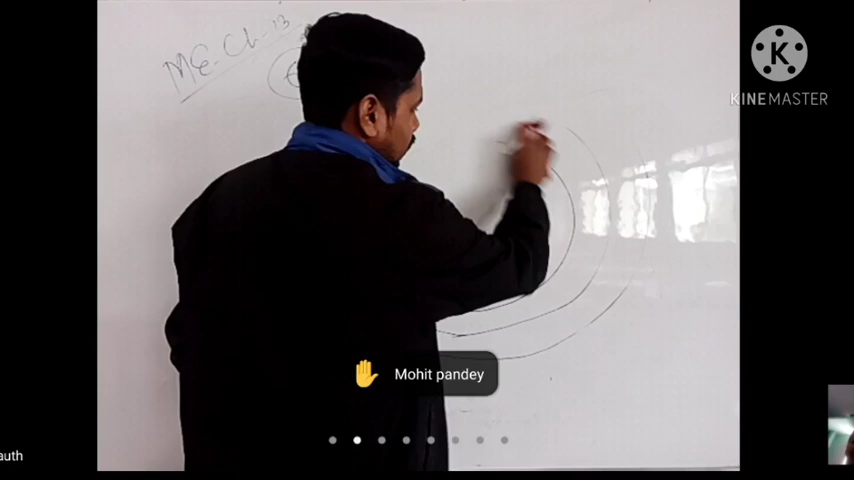 ME-Ch-13
K
KINEMASTER
Mohit pandey
auth